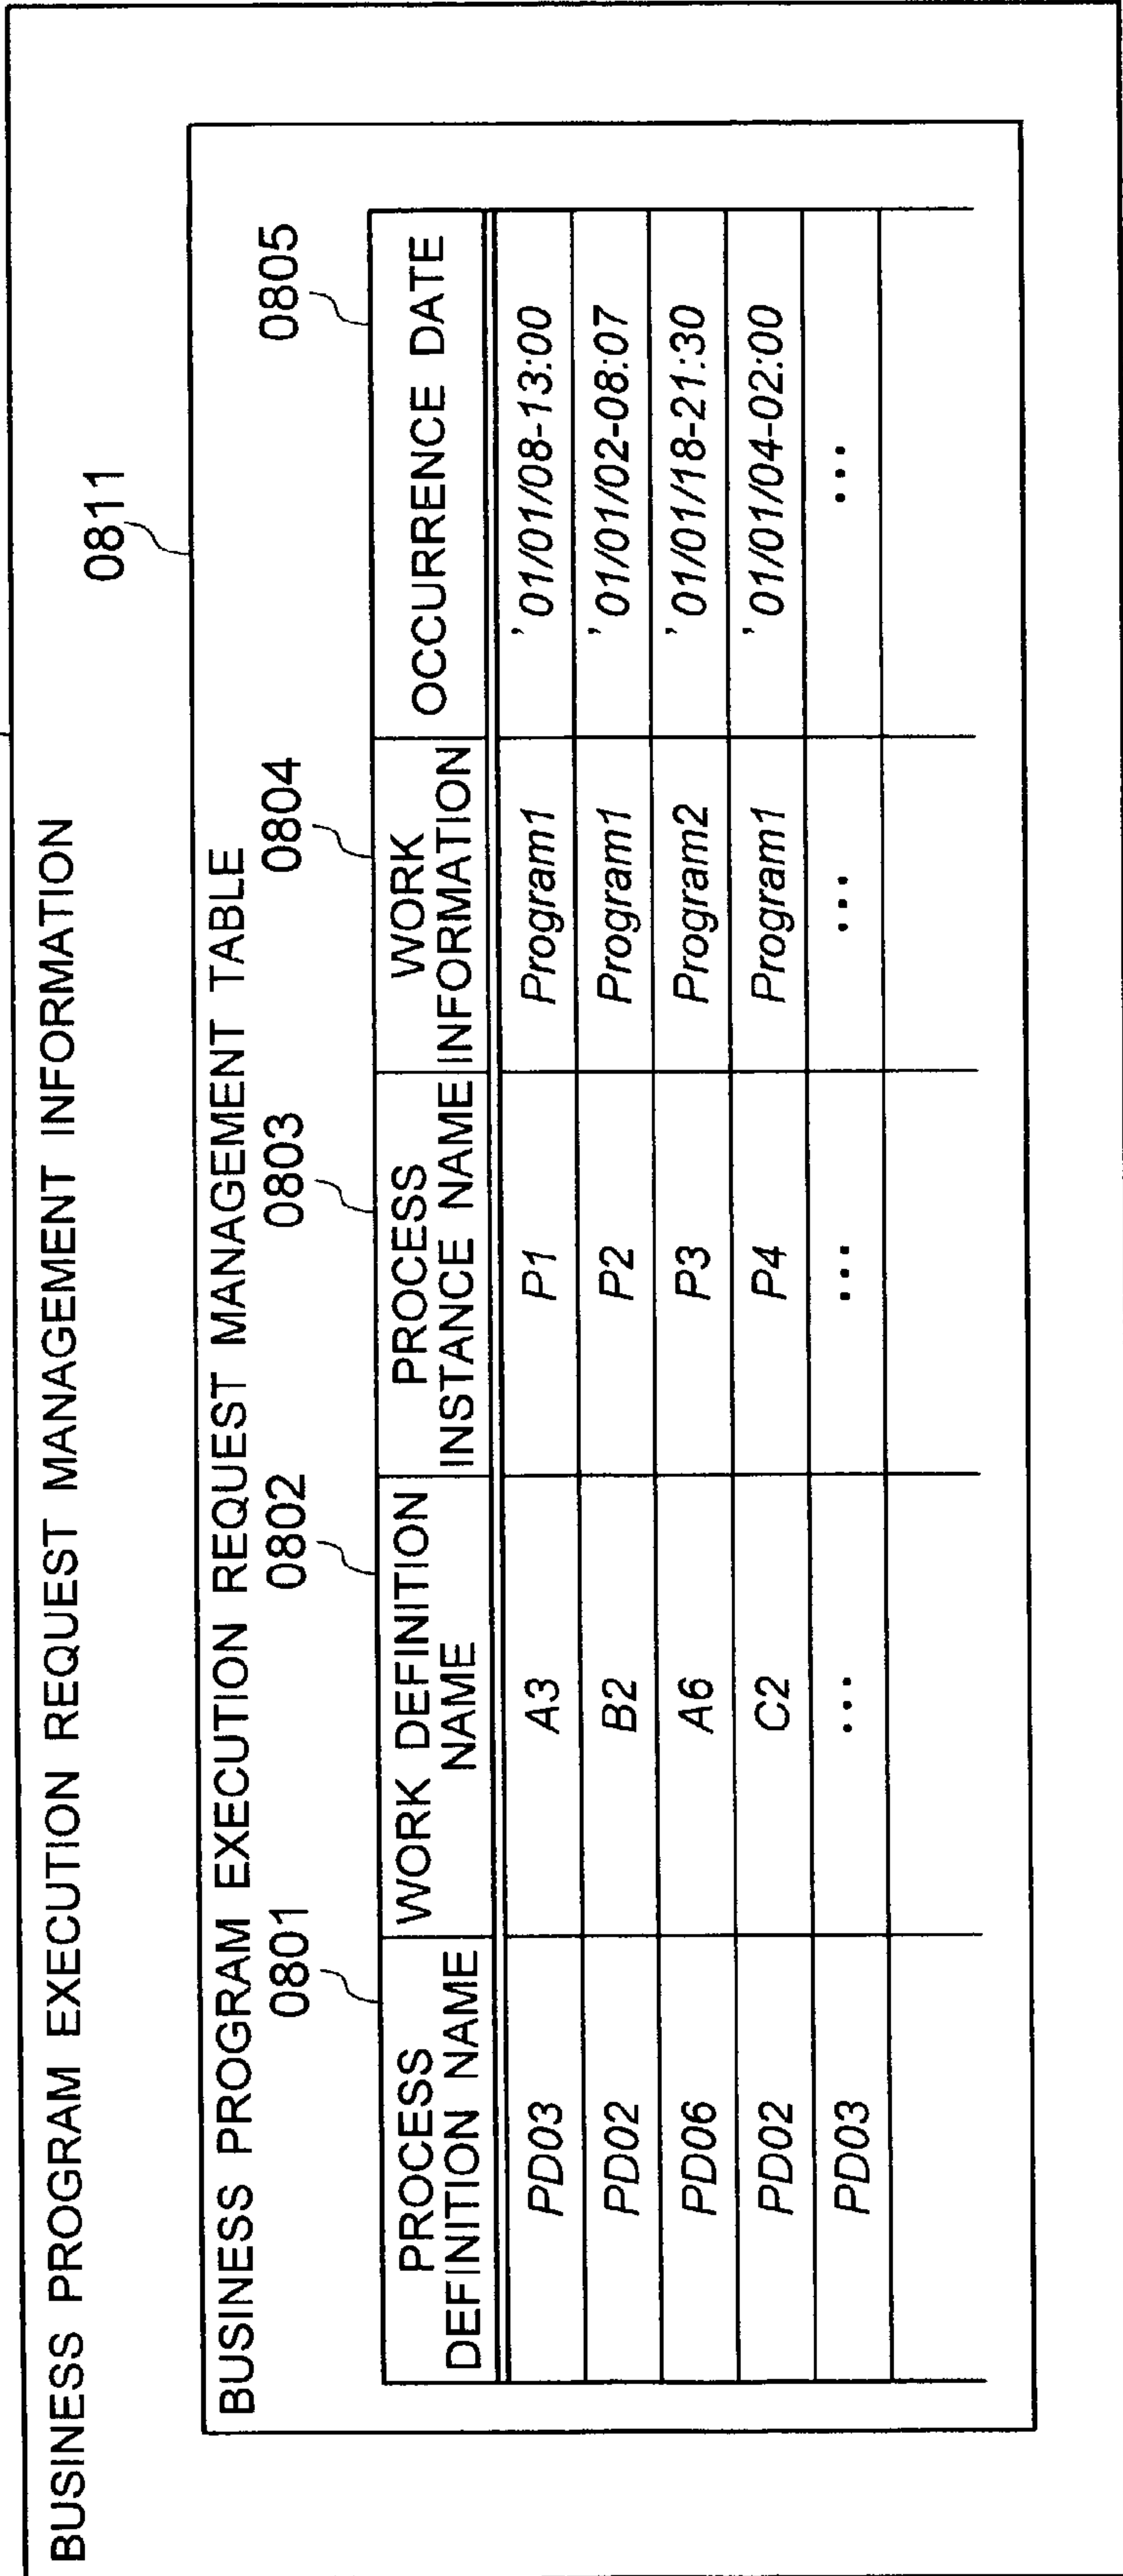 BUSINESS PROGRAM EXECUTION REQUEST MANAGEMENT INFORMATION
0811
BUSINESS PROGRAM EXECUTION REQUEST MANAGEMENT TABLE
0801 0802 0803 0804 0805
PROCESS DEFINITION NAME WORK DEFINITION NAME PROCESS INSTANCE NAME WORK INFORMATION OCCURRENCE DATE
PD03 A3 P1 Program1 '01/01/08-13:00
PD02 B2 P2 Program1 '01/01/02-08:07
PD06 A6 P3 Program2 '01/01/18-21:30
PD02 C2 P4 Program1 '01/01/04-02:00
PD03 ... ... ... ...